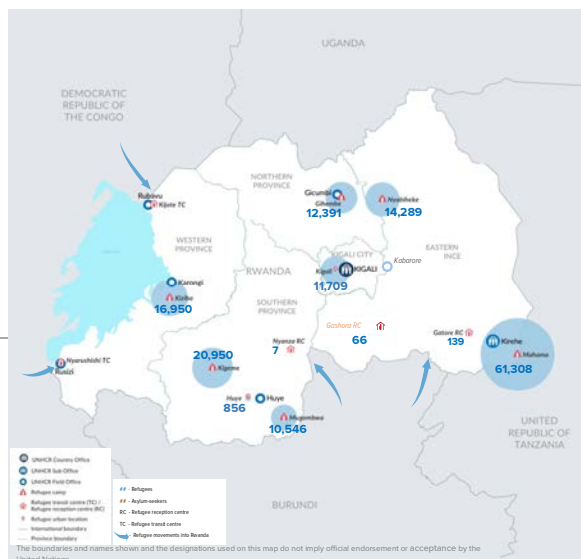 UGANDA
DEMOCRATIC
REPUBLIC OF
THE CONGO
NORTHERN
PROVINCE
Rubavu
Kijote TC
Gicumbi
Gihembe
12,391
Nyabiheke
14,289
WESTERN
PROVINCE
KIGALI CITY
EASTERN
INCE
Kabarore
Kigali
KIGALI
11,709
RWANDA
Karongi
Kiziba
16,950
SOUTHERN
PROVINCE
Gashora RC
66
Gatore RC
139
Kirehe
Mahama
61,308
Nyanza RC
7
Nyarushishi TC
Rusizi
20,950
Kigeme
Huye
856
Huye
Mugombwa
10,546
UNITED
REPUBLIC OF
TANZANIA
BURUNDI
UNHCR Country Office
UNHCR Sub Office
UNHCR Field Office
Refugee camp
Refugee transit centre (TC) /
Refugee reception centre (RC)
Refugee urban location
International boundary
Province boundary
## - Refugees
## - Asylum-seekers
RC - Refugee reception centre
TC - Refugee transit centre
- Refugee movements into Rwanda
The boundaries and names shown and the designations used on this map do not imply official endorsement or acceptance by the
United Nations